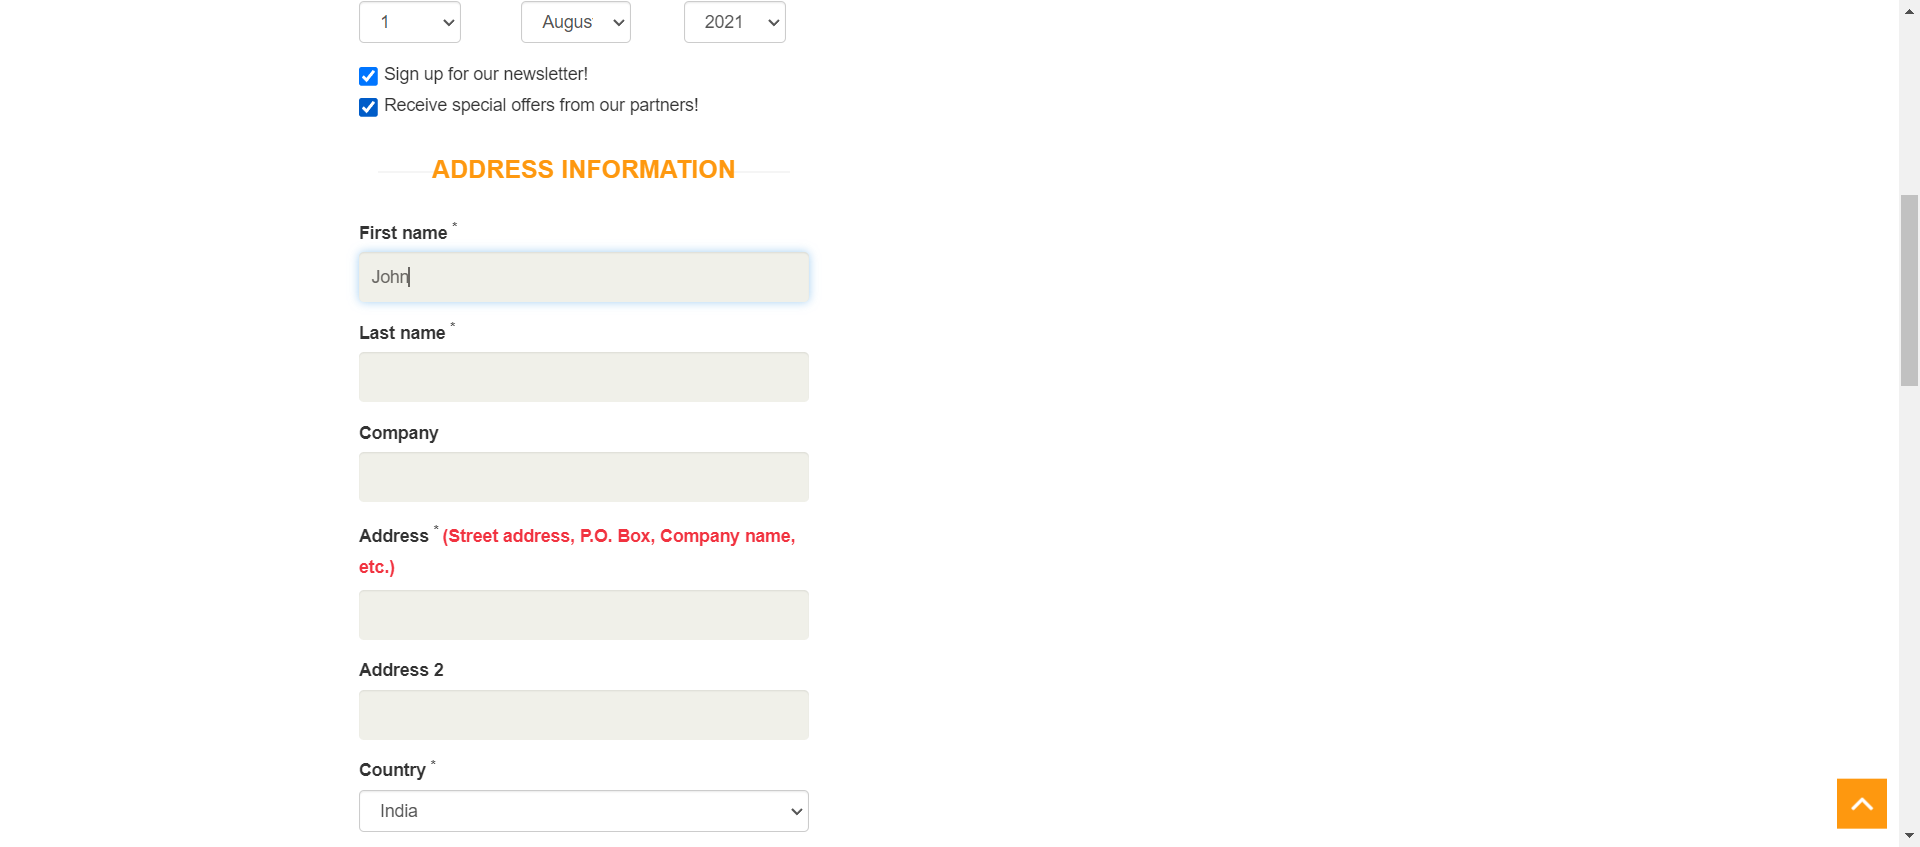 1 Augus 2021
Sign up for our newsletter!
Receive special offers from our partners!
ADDRESS INFORMATION
First name *
John
Last name *
Company
Address * (Street address, P.O. Box, Company name,
etc.)
Address 2
Country *
India